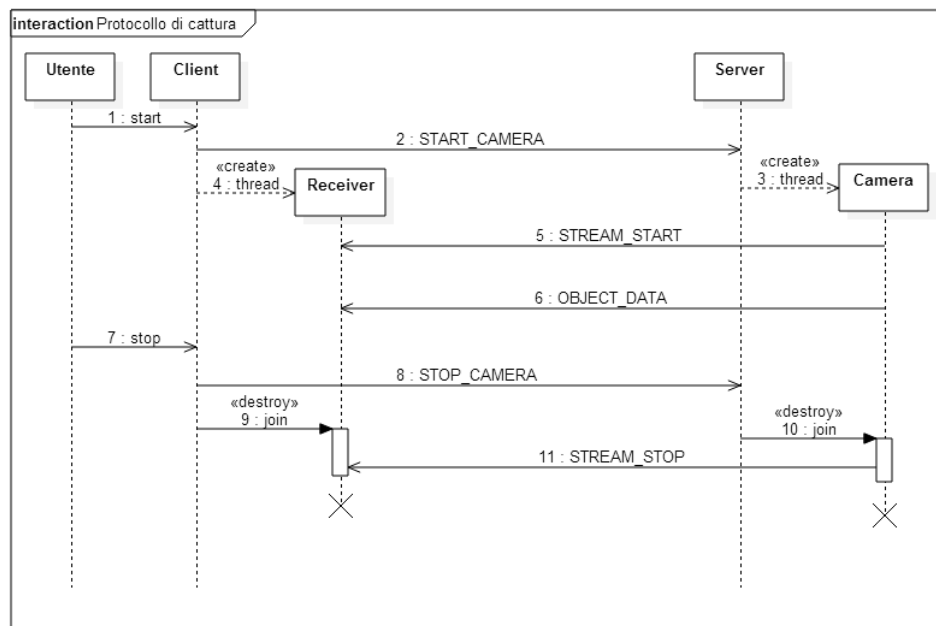 interaction Protocollo di cattura
Utente
Client
Server
1 : start
2 : START_CAMERA
«create»
4 : thread
Receiver
«create»
3 : thread
Camera
5 : STREAM_START
6 : OBJECT_DATA
7 : stop
8 : STOP_CAMERA
«destroy»
9 : join
«destroy»
10 : join
11 : STREAM_STOP